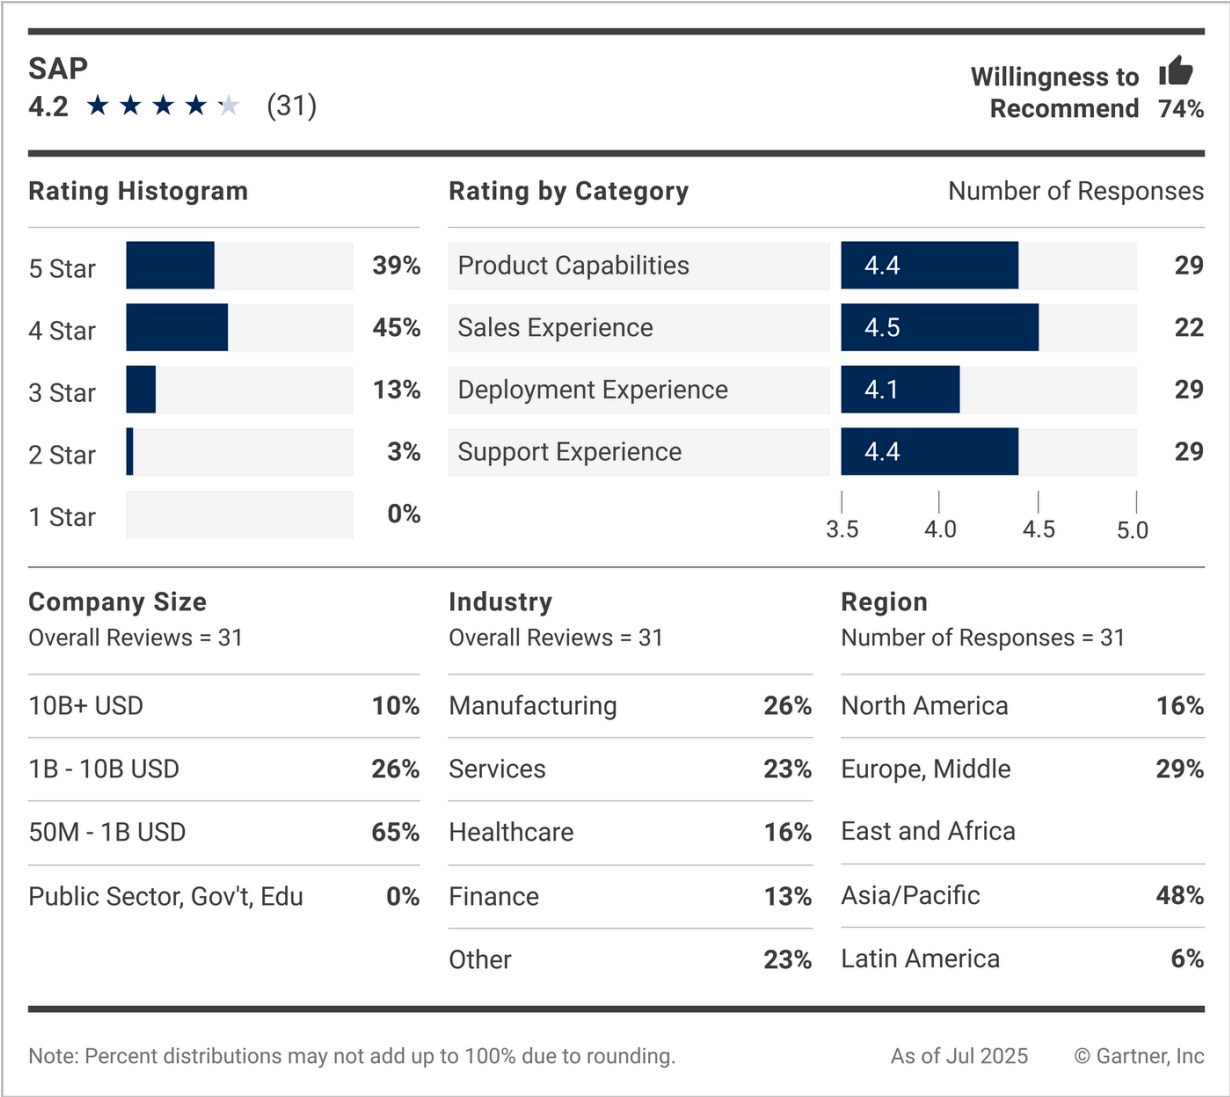 SAP
4.2 (31)
Willingness to
Recommend 74%
Rating Histogram
5 Star 39%
4 Star 45%
3 Star 13%
2 Star 3%
1 Star 0%
Rating by Category Number of Responses
Product Capabilities 4.4 29
Sales Experience 4.5 22
Deployment Experience 4.1 29
Support Experience 4.4 29
3.5 4.0 4.5 5.0
Company Size
Overall Reviews = 31
10B+ USD 10%
1B - 10B USD 26%
50M - 1B USD 65%
Public Sector, Gov't, Edu 0%
Industry
Overall Reviews = 31
Manufacturing 26%
Services 23%
Healthcare 16%
Finance 13%
Other 23%
Region
Number of Responses = 31
North America 16%
Europe, Middle 29%
East and Africa
Asia/Pacific 48%
Latin America 6%
Note: Percent distributions may not add up to 100% due to rounding. As of Jul 2025 © Gartner, Inc